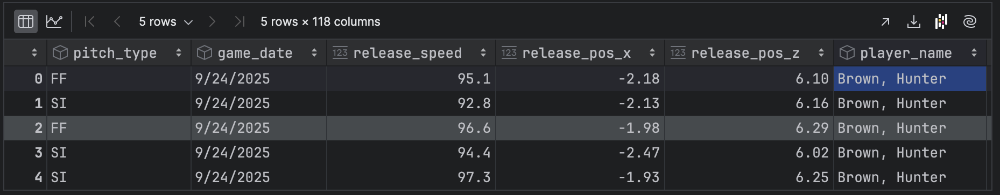 5 rows 5 rows × 118 columns
pitch_type 123 game_date 123 release_speed 123 release_pos_x release_pos_z player_name
0 FF 9/24/2025 95.1 -2.18 6.10 Brown, Hunter
1 SI 9/24/2025 92.8 -2.13 6.16 Brown, Hunter
2 FF 9/24/2025 96.6 -1.98 6.29 Brown, Hunter
3 SI 9/24/2025 94.4 -2.47 6.02 Brown, Hunter
4 SI 9/24/2025 97.3 -1.93 6.25 Brown, Hunter